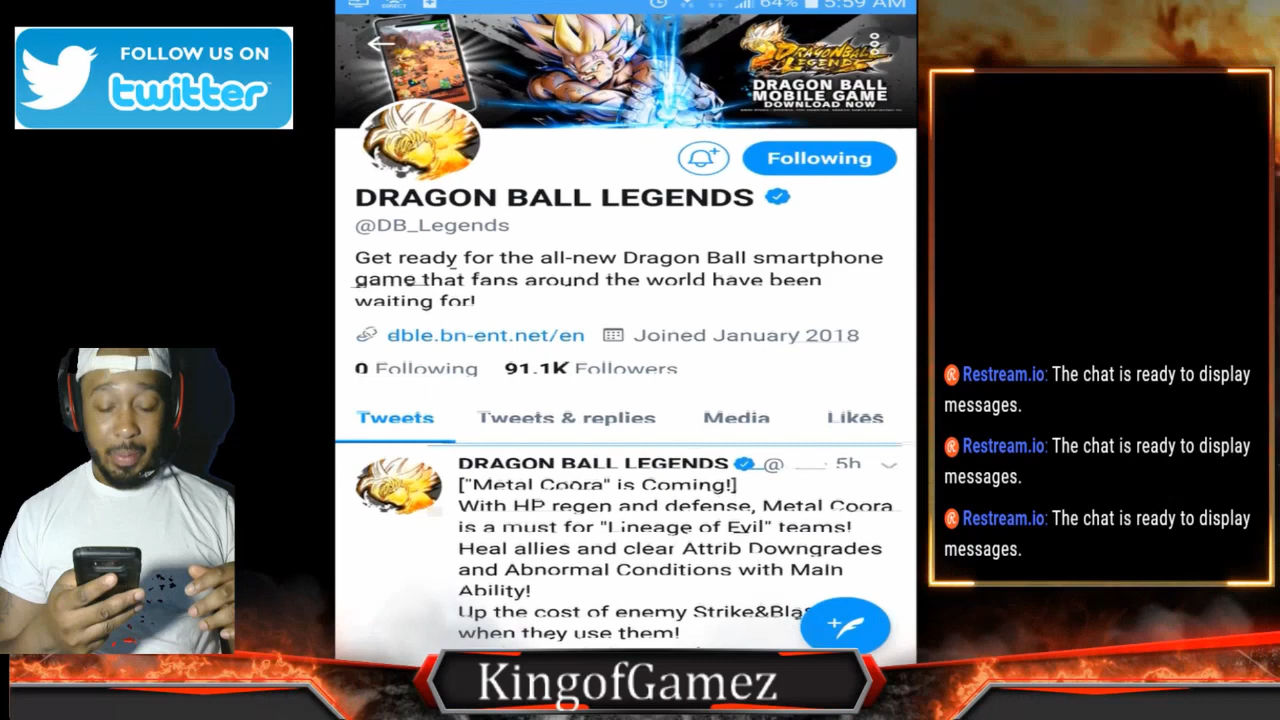 FOLLOW US ON
twitter
DIRECT
64% 5:59 AM
DRAGONBALL
LEGENDS
DRAGON BALL
MOBILE GAME
DOWNLOAD NOW
Following
DRAGON BALL LEGENDS
@DB_Legends
Get ready for the all-new Dragon Ball smartphone
game that fans around the world have been
waiting for!
dble.bn-ent.net/en Joined January 2018
0 Following 91.1K Followers
Tweets Tweets & replies Media Likes
DRAGON BALL LEGENDS @ 5h
["Metal Coora" is Coming!]
With HP regen and defense, Metal Coora
is a must for "Lineage of Evil" teams!
Heal allies and clear Attrib Downgrades
and Abnormal Conditions with Main
Ability!
Up the cost of enemy Strike&Blas
when they use them!
Restream.io: The chat is ready to display
messages.
Restream.io: The chat is ready to display
messages.
Restream.io: The chat is ready to display
messages.
KingofGamez